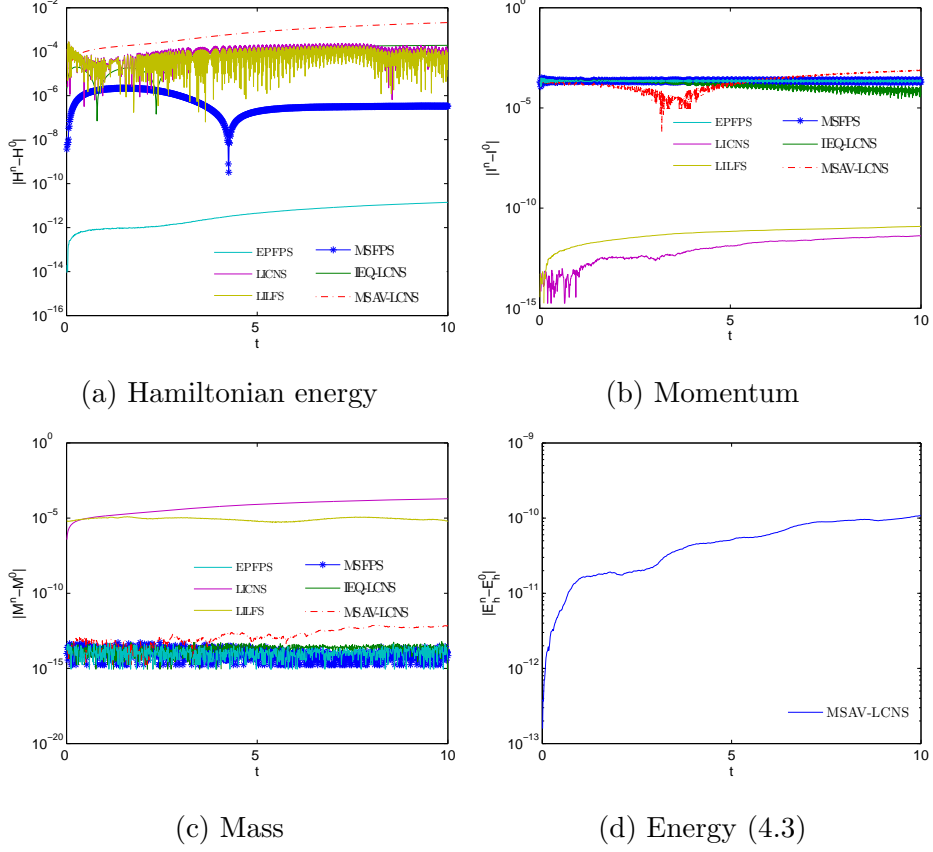 10^0
10^-2
10^-4
10^-6
10^-8
10^-10
10^-12
10^-14
10^-16
|H^n−H^0|
EPFPS
LICNS
LILFS
MSFPS
IEQ-LCNS
MSAV-LCNS
0 5 10
t
(a) Hamiltonian energy
10^0
10^-5
10^-10
10^-15
|I^n−I^0|
EPFPS
LICNS
LILFS
MSFPS
IEQ-LCNS
MSAV-LCNS
0 5 10
t
(b) Momentum
10^0
10^-5
10^-10
10^-15
10^-20
|M^n−M^0|
EPFPS
LICNS
LILFS
MSFPS
IEQ-LCNS
MSAV-LCNS
0 5 10
t
(c) Mass
10^-9
10^-10
10^-11
10^-12
10^-13
|E_h^n−E_h^0|
MSAV-LCNS
0 5 10
t
(d) Energy (4.3)